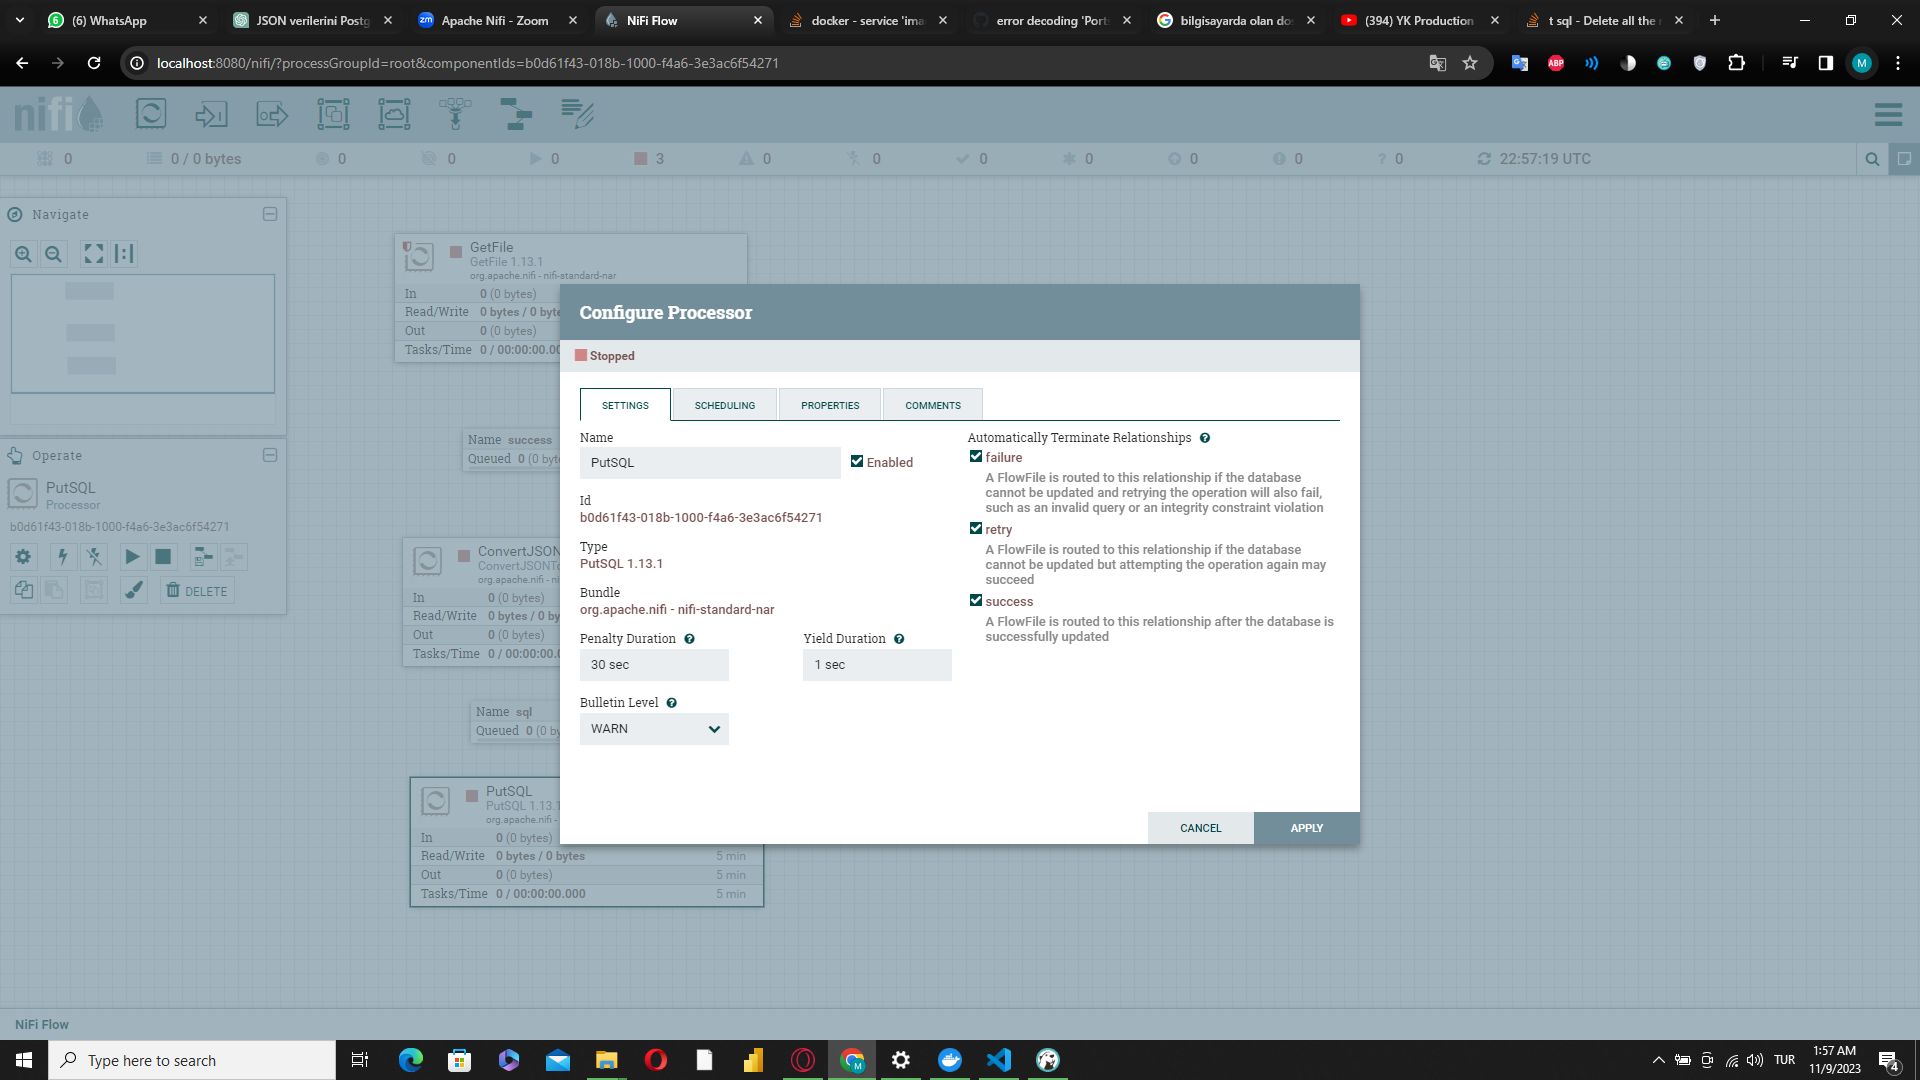 (6) WhatsApp
JSON verilerini Postg
Apache Nifi - Zoom
NiFi Flow
docker - service 'ima
error decoding 'Ports
bilgisayarda olan dos
(394) YK Production
t sql - Delete all the r
localhost:8080/nifi/?processGroupId=root&componentIds=b0d61f43-018b-1000-f4a6-3e3ac6f54271
nifi
0
0 / 0 bytes
0
0
0
3
0
0
0
0
0
0
0
22:57:19 UTC
Navigate
Operate
PutSQL
Processor
b0d61f43-018b-1000-f4a6-3e3ac6f54271
DELETE
GetFile
GetFile 1.13.1
org.apache.nifi - nifi-standard-nar
In 0 (0 bytes)
Read/Write 0 bytes / 0 byte
Out 0 (0 bytes)
Tasks/Time 0 / 00:00:00.00
Name success
Queued 0 (0 byte
ConvertJSON
ConvertJSONTo
org.apache.nifi - ni
In 0 (0 bytes)
Read/Write 0 bytes / 0 by
Out 0 (0 bytes)
Tasks/Time 0 / 00:00:00.0
Name sql
Queued 0 (0 by
PutSQL
PutSQL 1.13.1
org.apache.nifi -
In 0 (0 bytes)
Read/Write 0 bytes / 0 bytes 5 min
Out 0 (0 bytes) 5 min
Tasks/Time 0 / 00:00:00.000 5 min
Configure Processor
Stopped
SETTINGS
SCHEDULING
PROPERTIES
COMMENTS
Name
PutSQL
Enabled
Id
b0d61f43-018b-1000-f4a6-3e3ac6f54271
Type
PutSQL 1.13.1
Bundle
org.apache.nifi - nifi-standard-nar
Penalty Duration
30 sec
Yield Duration
1 sec
Bulletin Level
WARN
Automatically Terminate Relationships
failure
A FlowFile is routed to this relationship if the database
cannot be updated and retrying the operation will also fail,
such as an invalid query or an integrity constraint violation
retry
A FlowFile is routed to this relationship if the database
cannot be updated but attempting the operation again may
succeed
success
A FlowFile is routed to this relationship after the database is
successfully updated
CANCEL
APPLY
NiFi Flow
Type here to search
TUR
1:57 AM
11/9/2023
4